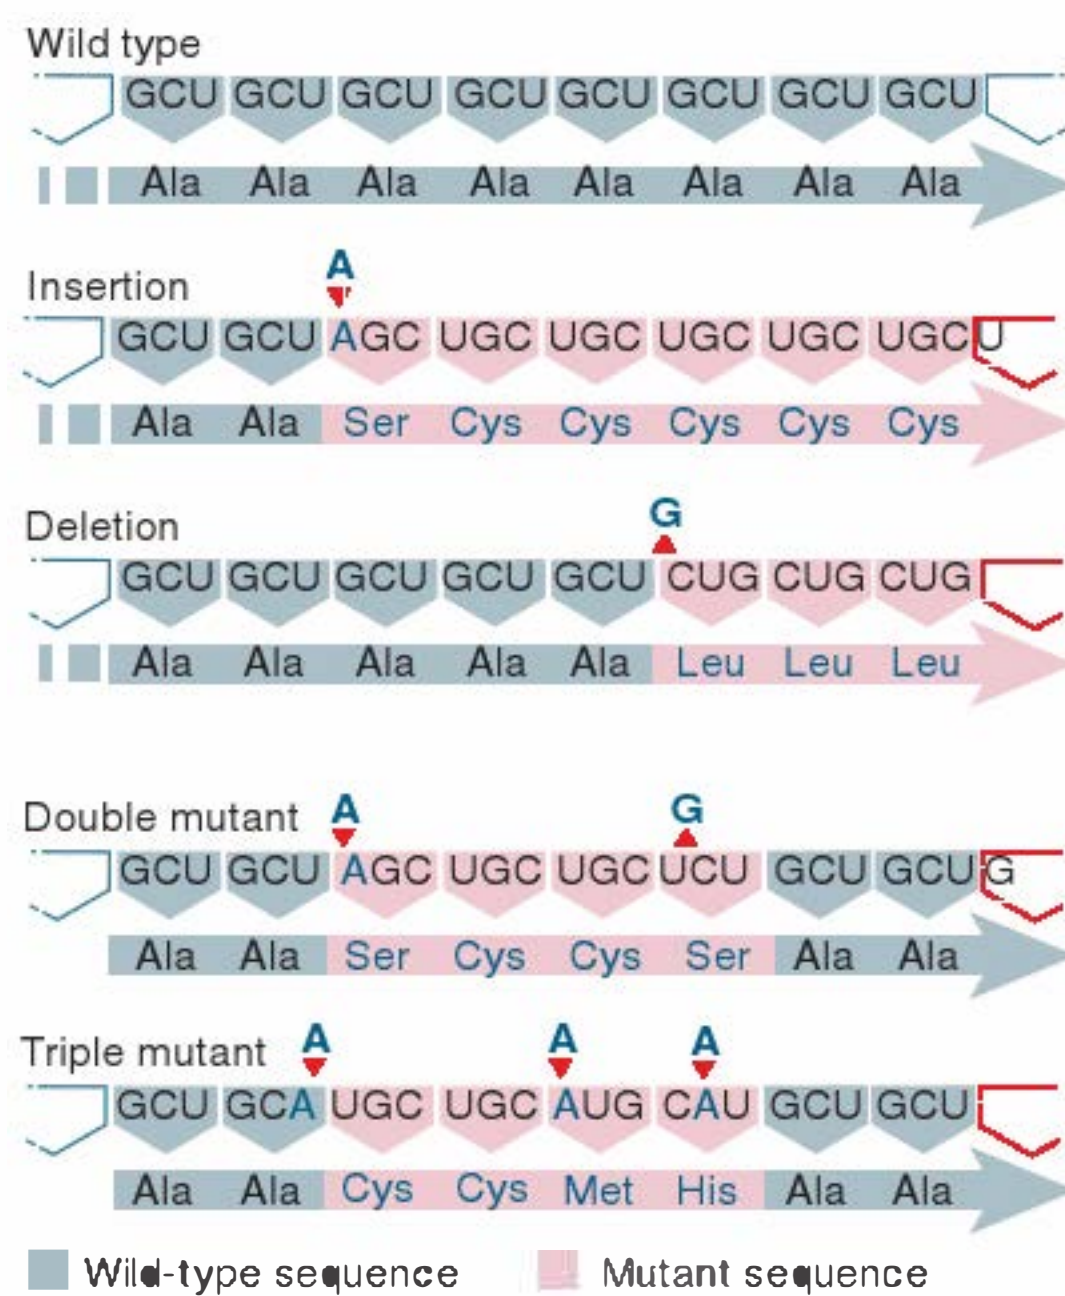 Wild type
GCU GCU GCU GCU GCU GCU GCU GCU
Ala Ala Ala Ala Ala Ala Ala Ala
A
Insertion
GCU GCU AGC UGC UGC UGC UGC UGC U
Ala Ala Ser Cys Cys Cys Cys Cys
G
Deletion
GCU GCU GCU GCU GCU CUG CUG CUG
Ala Ala Ala Ala Ala Leu Leu Leu
A G
Double mutant
GCU GCU AGC UGC UGC UCU GCU GCU G
Ala Ala Ser Cys Cys Ser Ala Ala
A A A
Triple mutant
GCU GCA UGC UGC AUG CAU GCU GCU
Ala Ala Cys Cys Met His Ala Ala
Wild-type sequence Mutant sequence